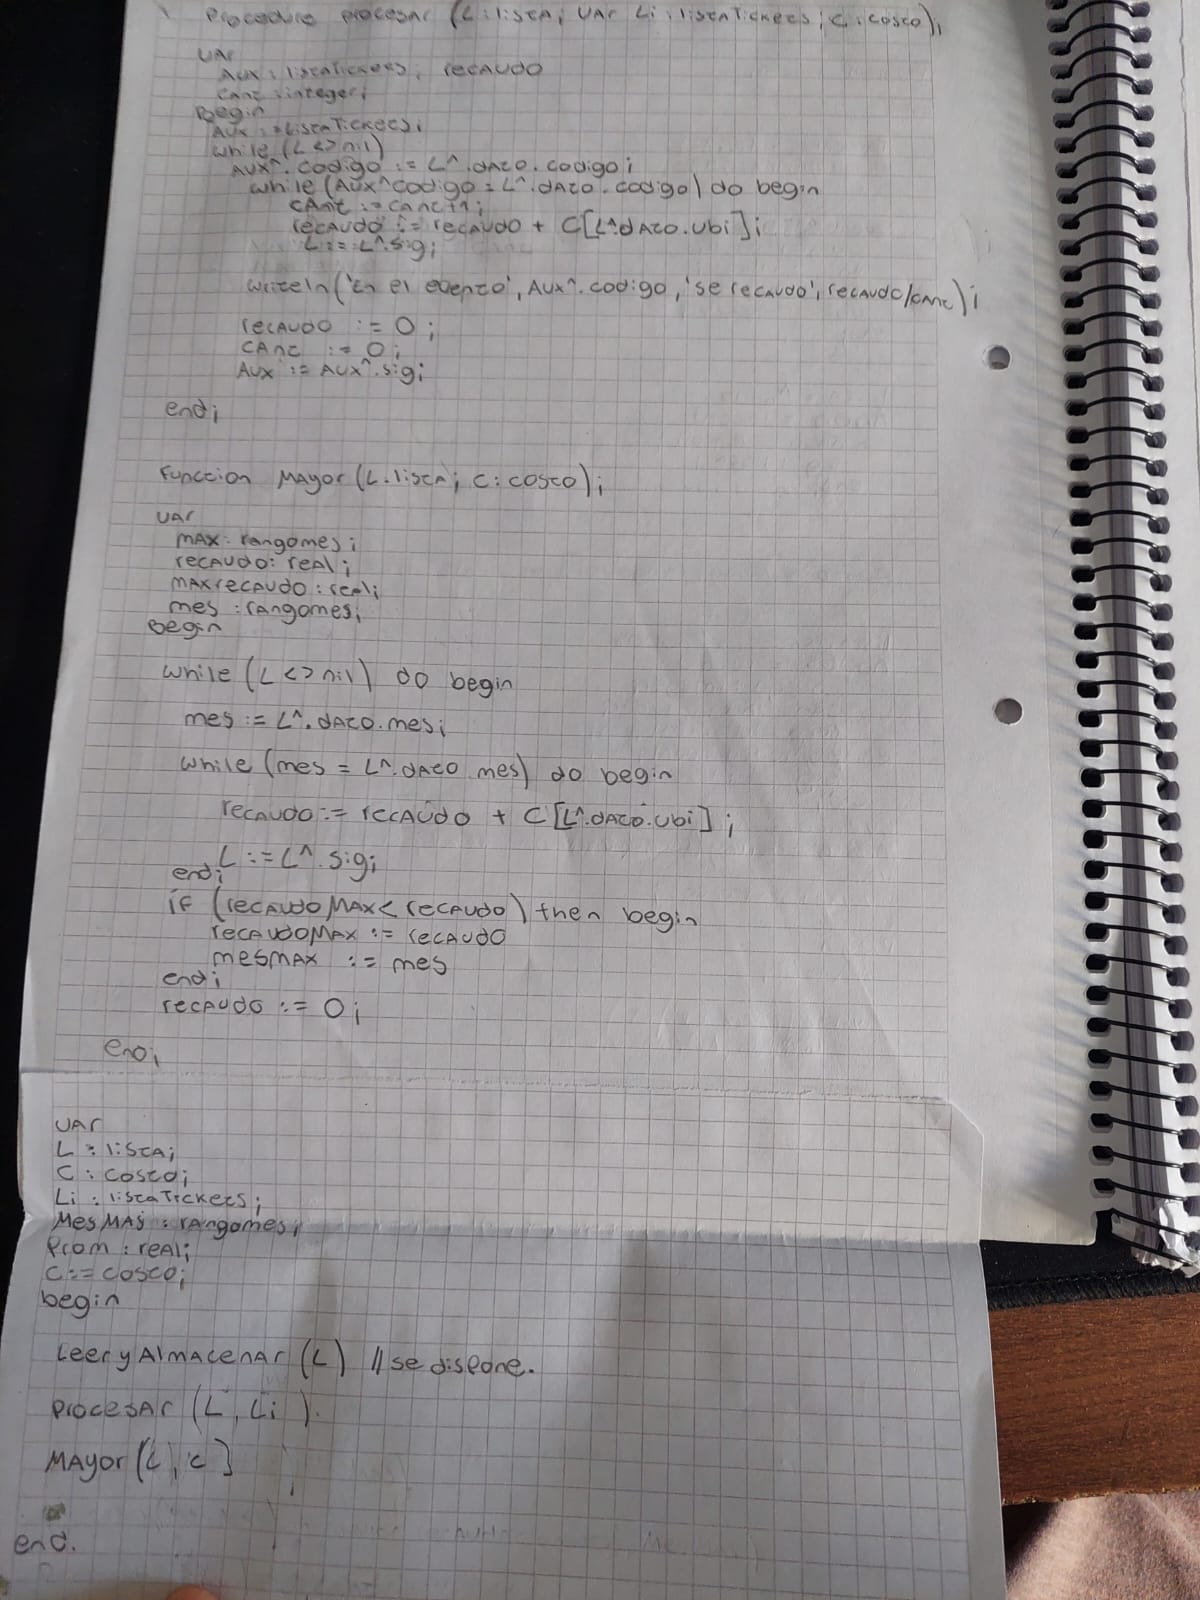 Procedure procesar (L: lista; VAR Li: listaTickets; C: costo);
VAR
Aux: listaTickets; recaudo
Cant: integer;
Begin
Aux := ListaTickets;
while (L <> nil)
Aux^.codigo := L^.dato.codigo;
while (Aux^codigo = L^.dato.codigo) do begin
cant := cant+1;
recaudo := recaudo + C[L^.dato.ubi];
L := L^.sig;
writeln('En el evento', Aux^.codigo, 'se recaudo', recaudo/cant);
recaudo := 0;
cant := 0;
Aux := Aux^.sig;
end;
Function Mayor (L: lista; C: costo);
VAR
MAX: rangomes;
recaudo: real;
MAXrecaudo: real;
mes: rangomes;
Begin
while (L <> nil) do begin
mes := L^.dato.mes;
while (mes = L^.dato.mes) do begin
recaudo := recaudo + C[L^.dato.ubi];
L := L^.sig;
end;
if (recaudoMAX < recaudo) then begin
recaudoMAX := recaudo
mesMAX := mes
end;
recaudo := 0;
end;
VAR
L: lista;
C: costo;
Li: listaTickets;
MesMAS: rangomes;
Prom: real;
C := costo;
begin
LeeryAlmacenar (L) //se dispone.
Procesar (L, Li).
Mayor (L, c]
end.